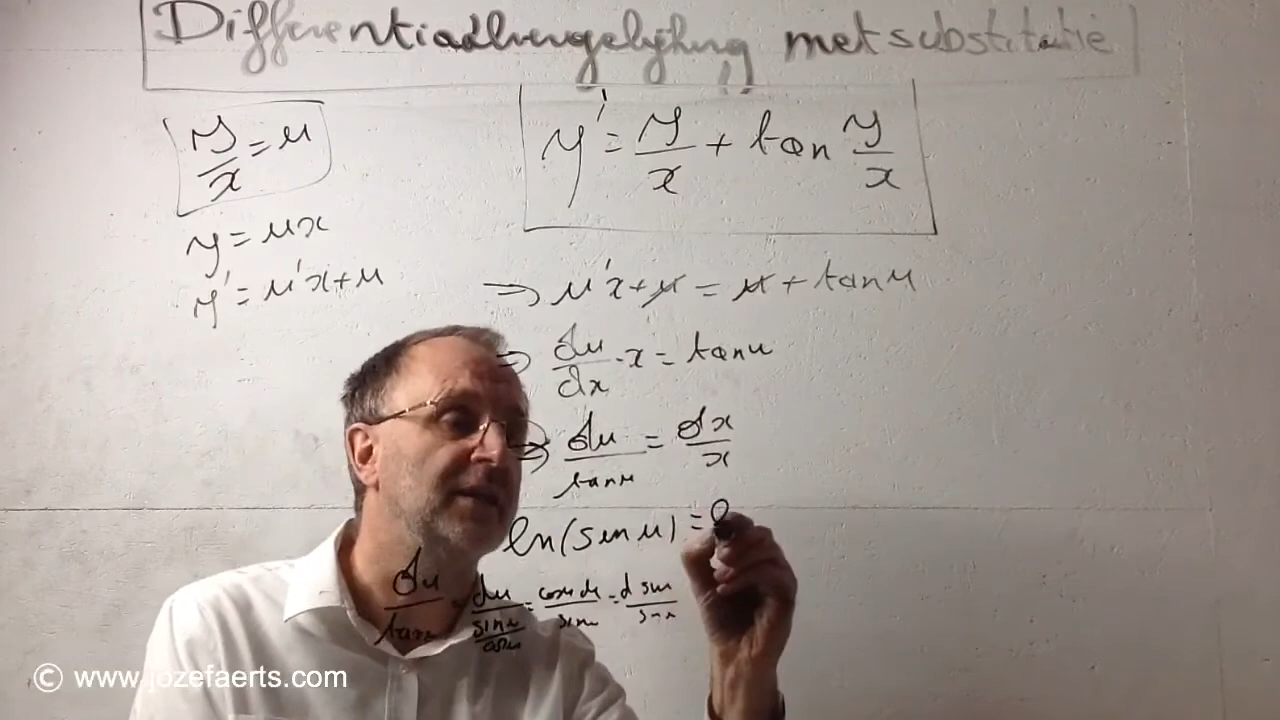 Differentiaalvergelijking met substitutie
y/x = u
y' = y/x + tan y/x
y = ux
y' = u'x+u
⇒ u'x+u = u + tan u
⇒ du/dx . x = tan u
⇒ du/tan u = dx/x
ln(sin u) = l
du/tan u = du/(sin u/cos u) = cos u du/sin u = d sin u/sin u
© www.jozefaerts.com